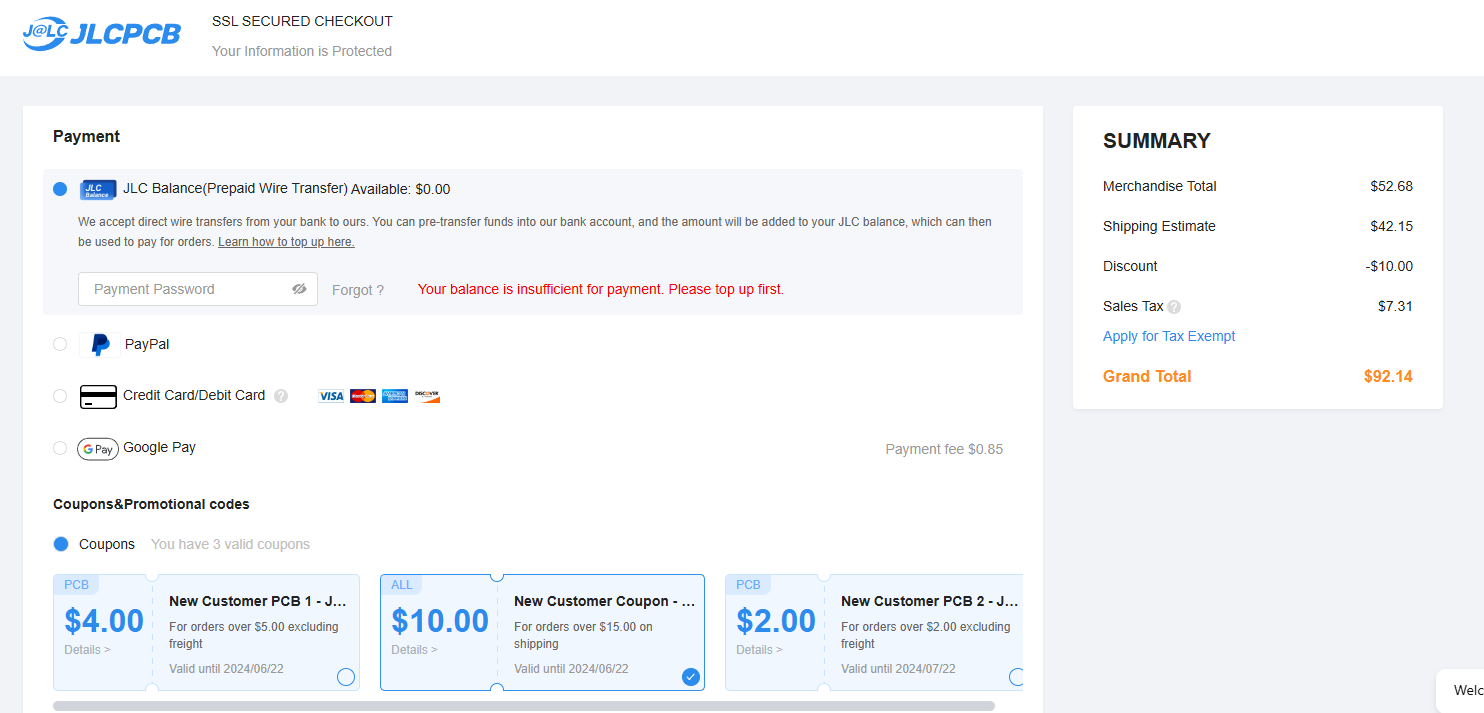 J@LC JLCPCB
SSL SECURED CHECKOUT
Your Information is Protected
Payment
JLC Balance
JLC Balance(Prepaid Wire Transfer) Available: $0.00
We accept direct wire transfers from your bank to ours. You can pre-transfer funds into our bank account, and the amount will be added to your JLC balance, which can then
be used to pay for orders. Learn how to top up here.
Payment Password
Forgot ?
Your balance is insufficient for payment. Please top up first.
PayPal
Credit Card/Debit Card ?
VISA MasterCard AMERICAN EXPRESS DISCOVER
G Pay Google Pay
Payment fee $0.85
Coupons&Promotional codes
Coupons You have 3 valid coupons
PCB
$4.00
Details >
New Customer PCB 1 - J...
For orders over $5.00 excluding
freight
Valid until 2024/06/22
ALL
$10.00
Details >
New Customer Coupon - ...
For orders over $15.00 on
shipping
Valid until 2024/06/22
PCB
$2.00
Details >
New Customer PCB 2 - J...
For orders over $2.00 excluding
freight
Valid until 2024/07/22
SUMMARY
Merchandise Total $52.68
Shipping Estimate $42.15
Discount -$10.00
Sales Tax ? $7.31
Apply for Tax Exempt
Grand Total $92.14
Welc